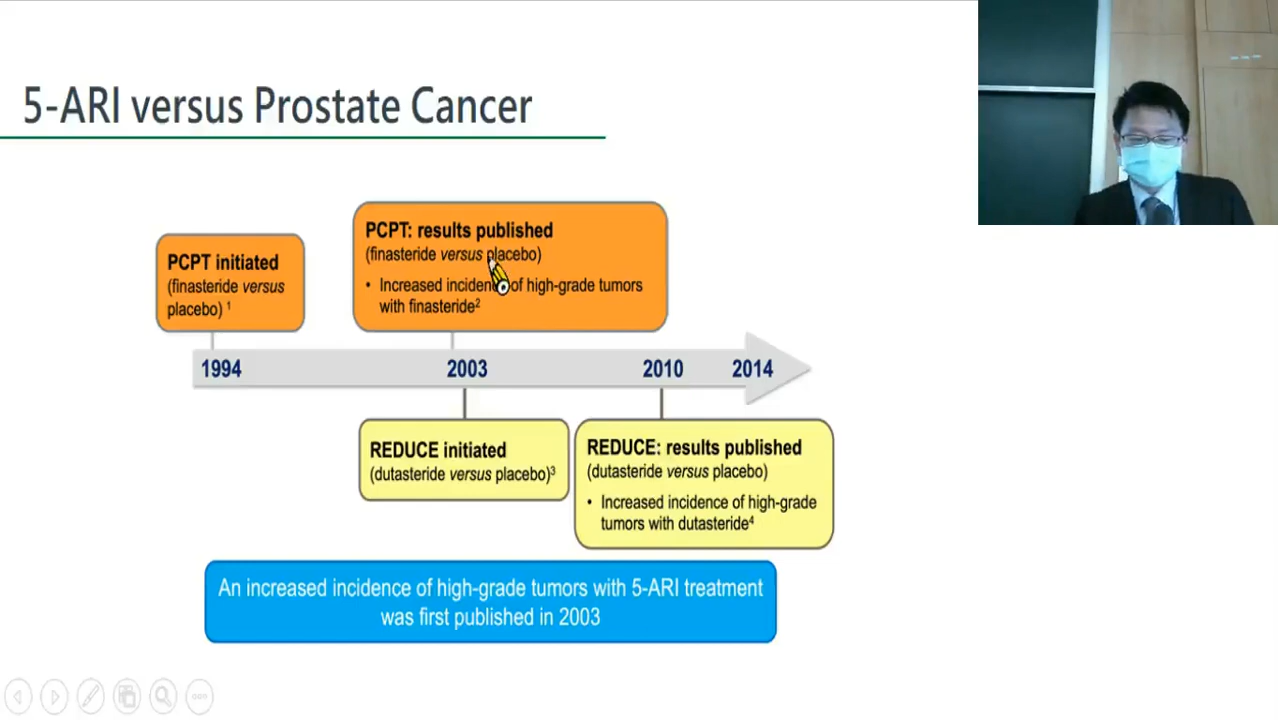 5-ARI versus Prostate Cancer
PCPT initiated
(finasteride versus
placebo) 1
PCPT: results published
(finasteride versus placebo)
• Increased incidence of high-grade tumors
with finasteride2
1994
2003
2010
2014
REDUCE initiated
(dutasteride versus placebo)3
REDUCE: results published
(dutasteride versus placebo)
• Increased incidence of high-grade
tumors with dutasteride4
An increased incidence of high-grade tumors with 5-ARI treatment
was first published in 2003